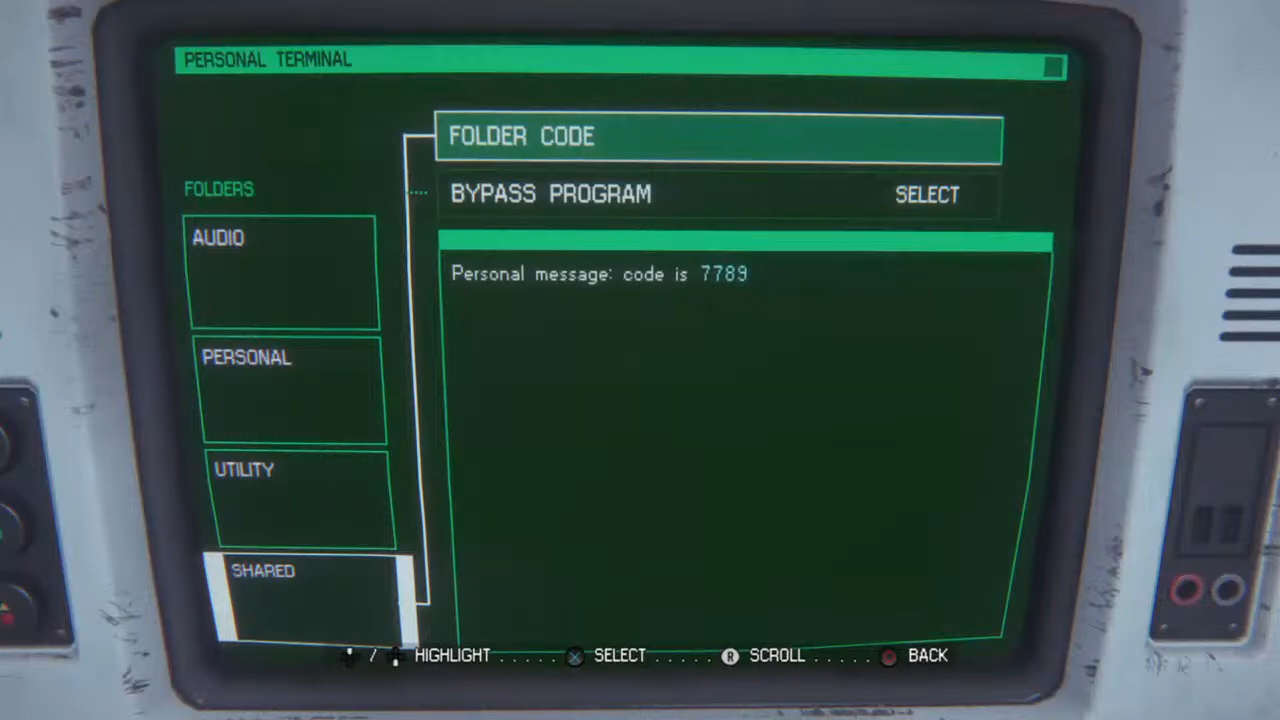 PERSONAL TERMINAL
FOLDERS
AUDIO
PERSONAL
UTILITY
SHARED
FOLDER CODE
BYPASS PROGRAM SELECT
Personal message: code is 7789
/ HIGHLIGHT ..... X SELECT ..... R SCROLL ..... BACK